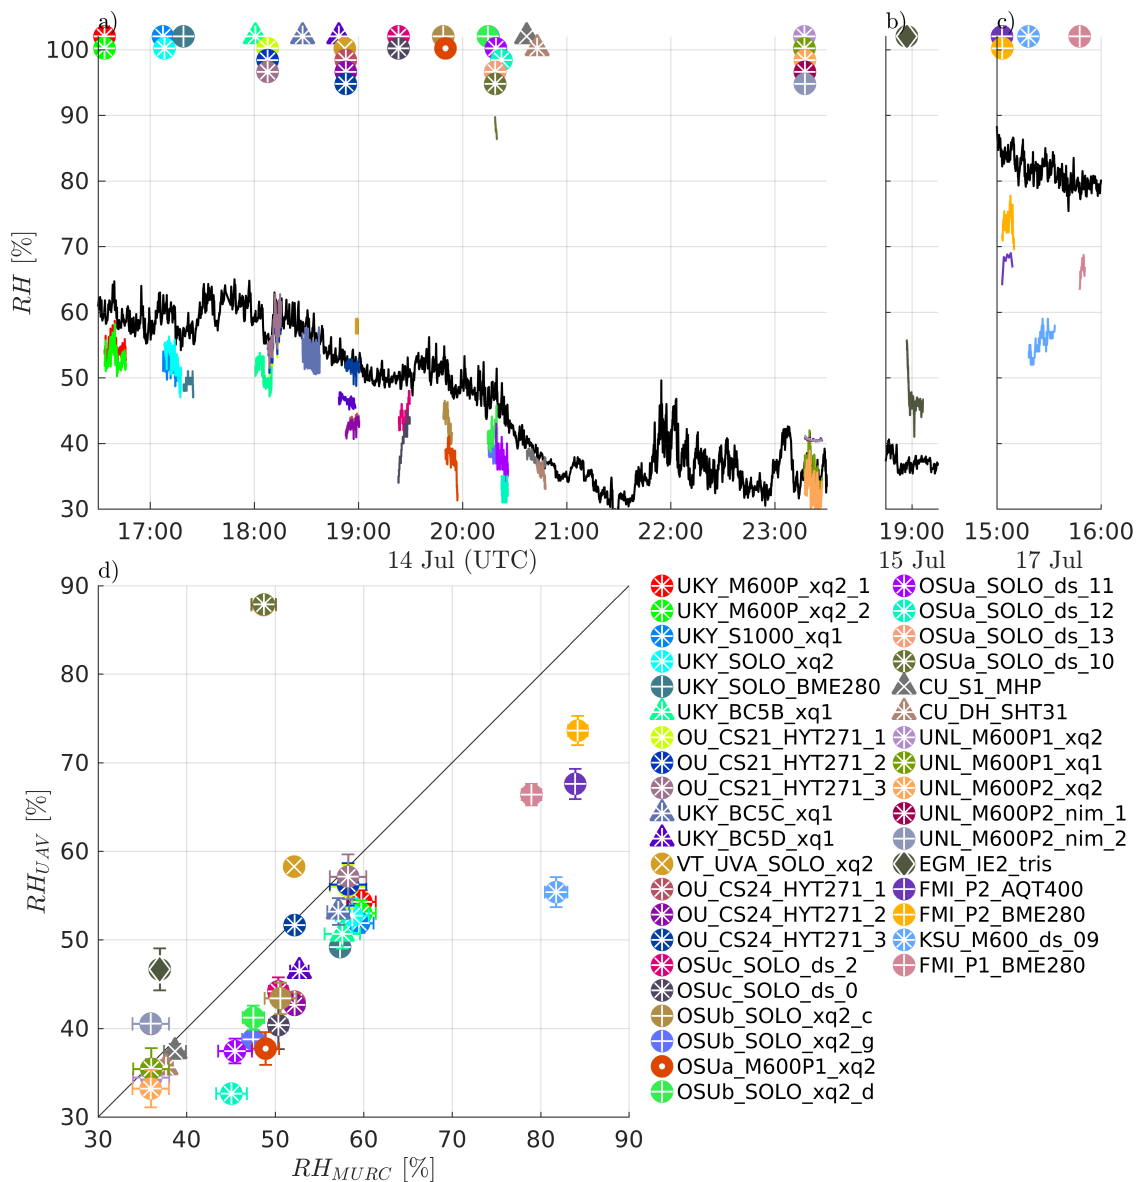 a)
b)
c)
100
90
80
70
60
50
40
30
RH [%]
17:00
18:00
19:00
20:00
21:00
22:00
23:00
19:00
15:00
16:00
14 Jul (UTC)
15 Jul
17 Jul
d)
90
80
70
60
50
40
30
RH_UAV [%]
30
40
50
60
70
80
90
RH_MURC [%]
UKY_M600P_xq2_1
UKY_M600P_xq2_2
UKY_S1000_xq1
UKY_SOLO_xq2
UKY_SOLO_BME280
UKY_BC5B_xq1
OU_CS21_HYT271_1
OU_CS21_HYT271_2
OU_CS21_HYT271_3
UKY_BC5C_xq1
UKY_BC5D_xq1
VT_UVA_SOLO_xq2
OU_CS24_HYT271_1
OU_CS24_HYT271_2
OU_CS24_HYT271_3
OSUc_SOLO_ds_2
OSUc_SOLO_ds_0
OSUb_SOLO_xq2_c
OSUb_SOLO_xq2_g
OSUa_M600P1_xq2
OSUb_SOLO_xq2_d
OSUa_SOLO_ds_11
OSUa_SOLO_ds_12
OSUa_SOLO_ds_13
OSUa_SOLO_ds_10
CU_S1_MHP
CU_DH_SHT31
UNL_M600P1_xq2
UNL_M600P1_xq1
UNL_M600P2_xq2
UNL_M600P2_nim_1
UNL_M600P2_nim_2
EGM_IE2_tris
FMI_P2_AQT400
FMI_P2_BME280
KSU_M600_ds_09
FMI_P1_BME280